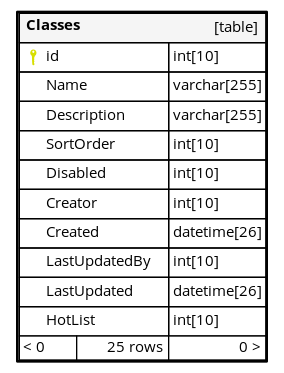 Classes [table]
id int[10]
Name varchar[255]
Description varchar[255]
SortOrder int[10]
Disabled int[10]
Creator int[10]
Created datetime[26]
LastUpdatedBy int[10]
LastUpdated datetime[26]
HotList int[10]
< 0 25 rows 0 >